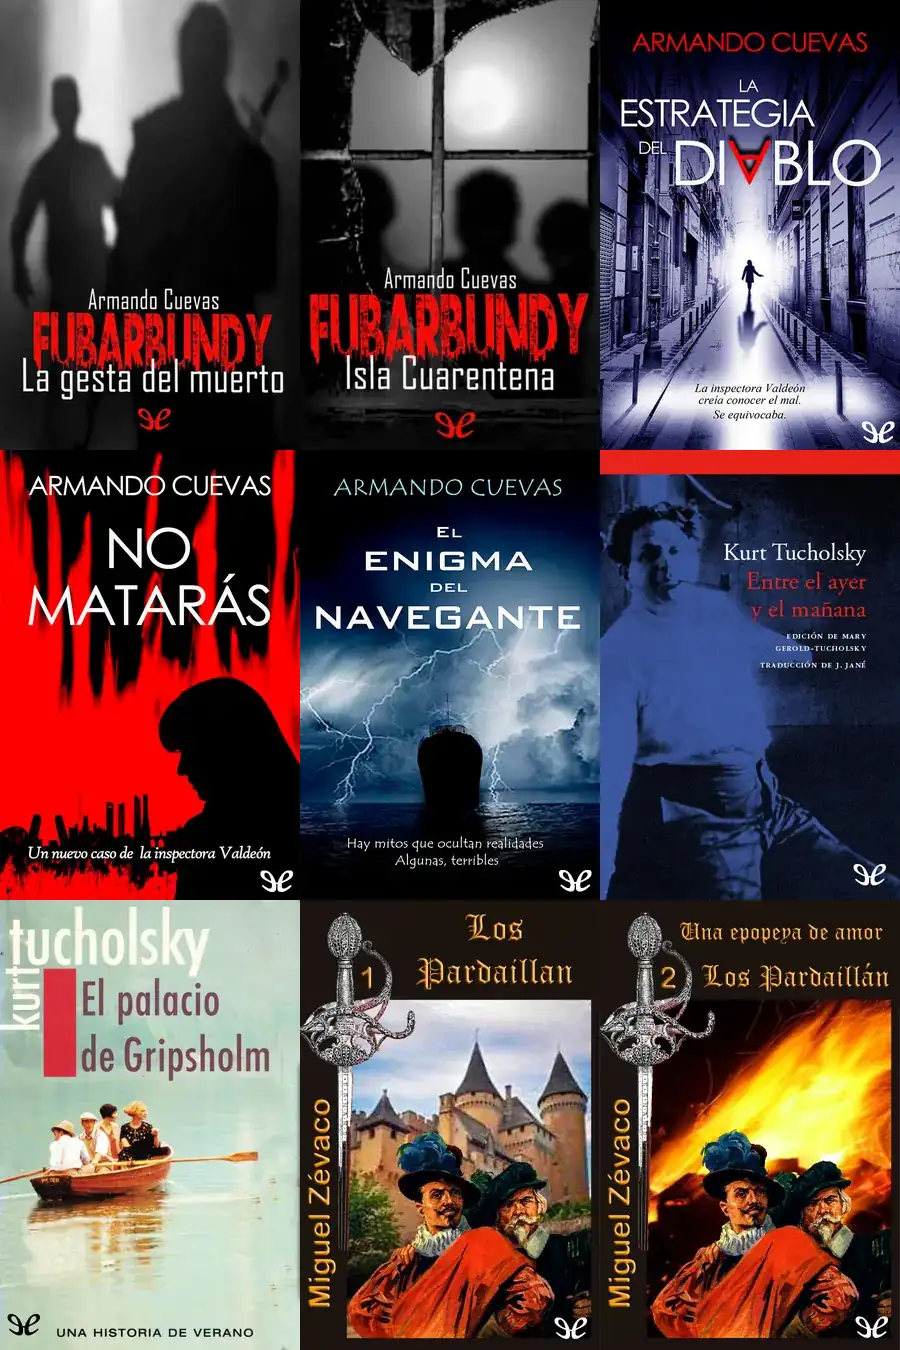 Armando Cuevas
FUBARBUNDY
La gesta del muerto
Armando Cuevas
FUBARBUNDY
Isla Cuarentena
ARMANDO CUEVAS
LA
ESTRATEGIA
DEL DIABLO
La inspectora Valdeón
creía conocer el mal.
Se equivocaba.
ARMANDO CUEVAS
NO
MATARÁS
Un nuevo caso de la inspectora Valdeón
ARMANDO CUEVAS
EL
ENIGMA
DEL
NAVEGANTE
Hay mitos que ocultan realidades
Algunas, terribles
Kurt Tucholsky
Entre el ayer
y el mañana
EDICIÓN DE MARY
GEROLD-TUCHOLSKY
TRADUCCIÓN DE J. JANÉ
kurt tucholsky
El palacio
de Gripsholm
UNA HISTORIA DE VERANO
1
Los
Pardaillan
Miguel Zévaco
2
Una epopeya de amor
Los Pardaillán
Miguel Zévaco